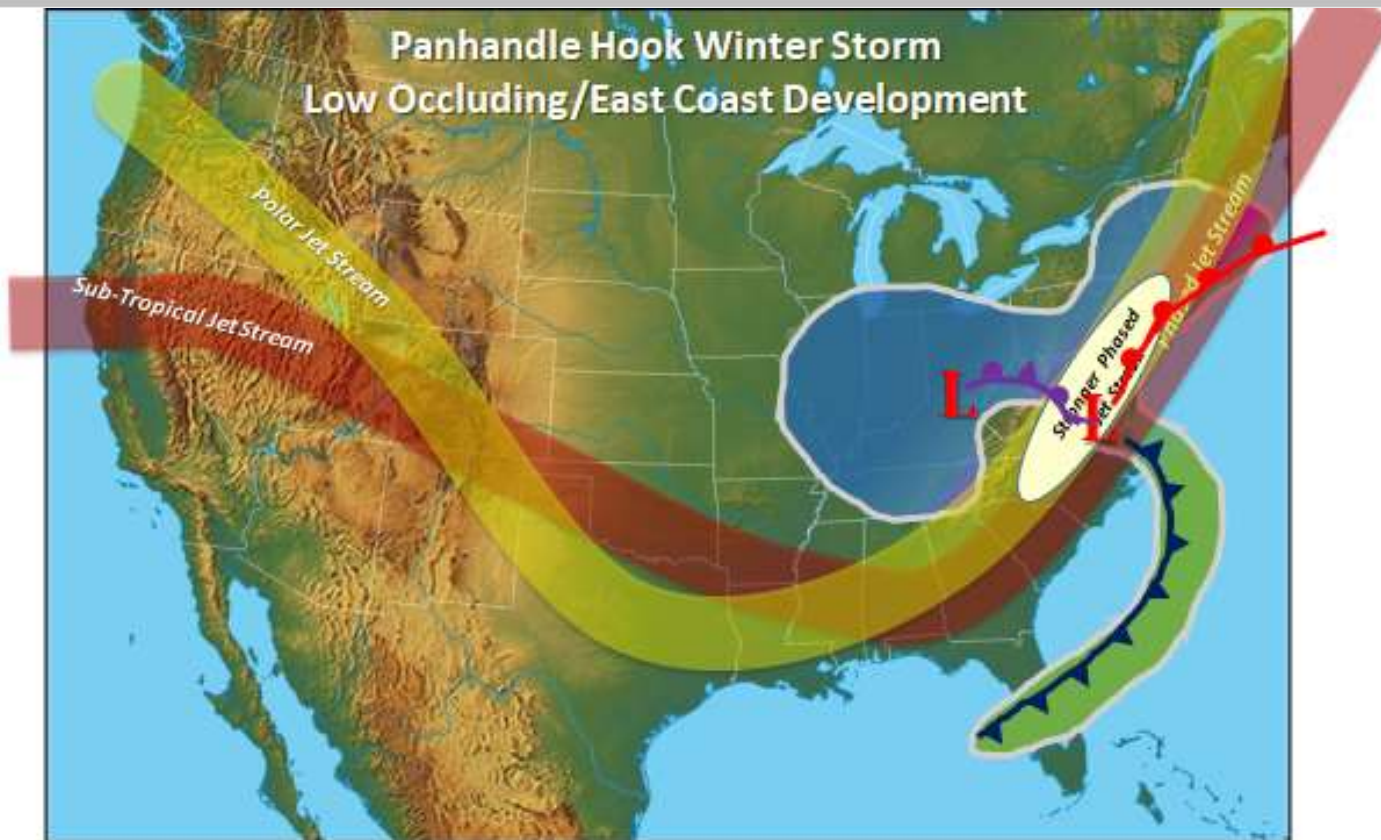 Panhandle Hook Winter Storm
Low Occluding/East Coast Development
Polar Jet Stream
Sub-Tropical Jet Stream
Jet Stream
Stronger Phased
Jet Stream
L
L